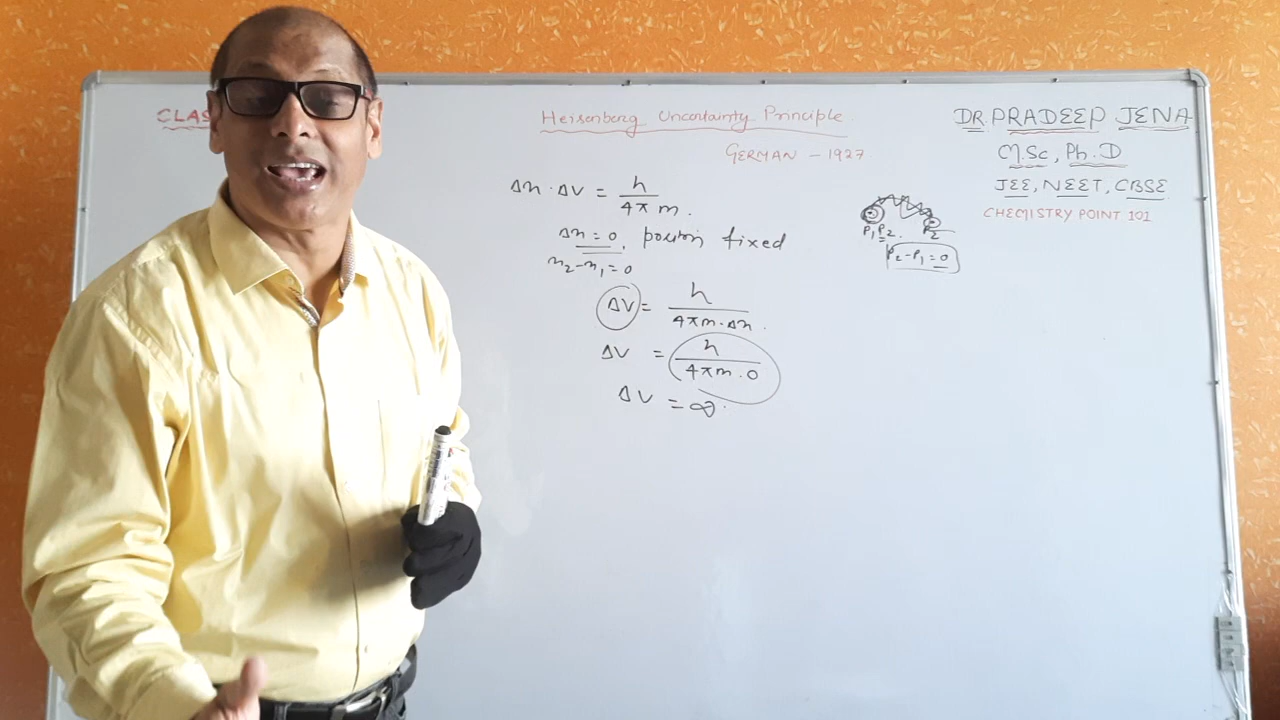 CLAS
Heisenberg Uncertainty Principle
GERMAN - 1927
DR. PRADEEP JENA
M.Sc, Ph.D
JEE, NEET, CBSE
CHEMISTRY POINT 101
Δx · ΔV = h / 4πm.
Δx = 0, position fixed
x₂ - x₁ = 0
ΔV = h / 4πm·Δx.
ΔV = h / 4πm·0
ΔV = ∞.
P₁ P₂. P₂
P₂ - P₁ = 0